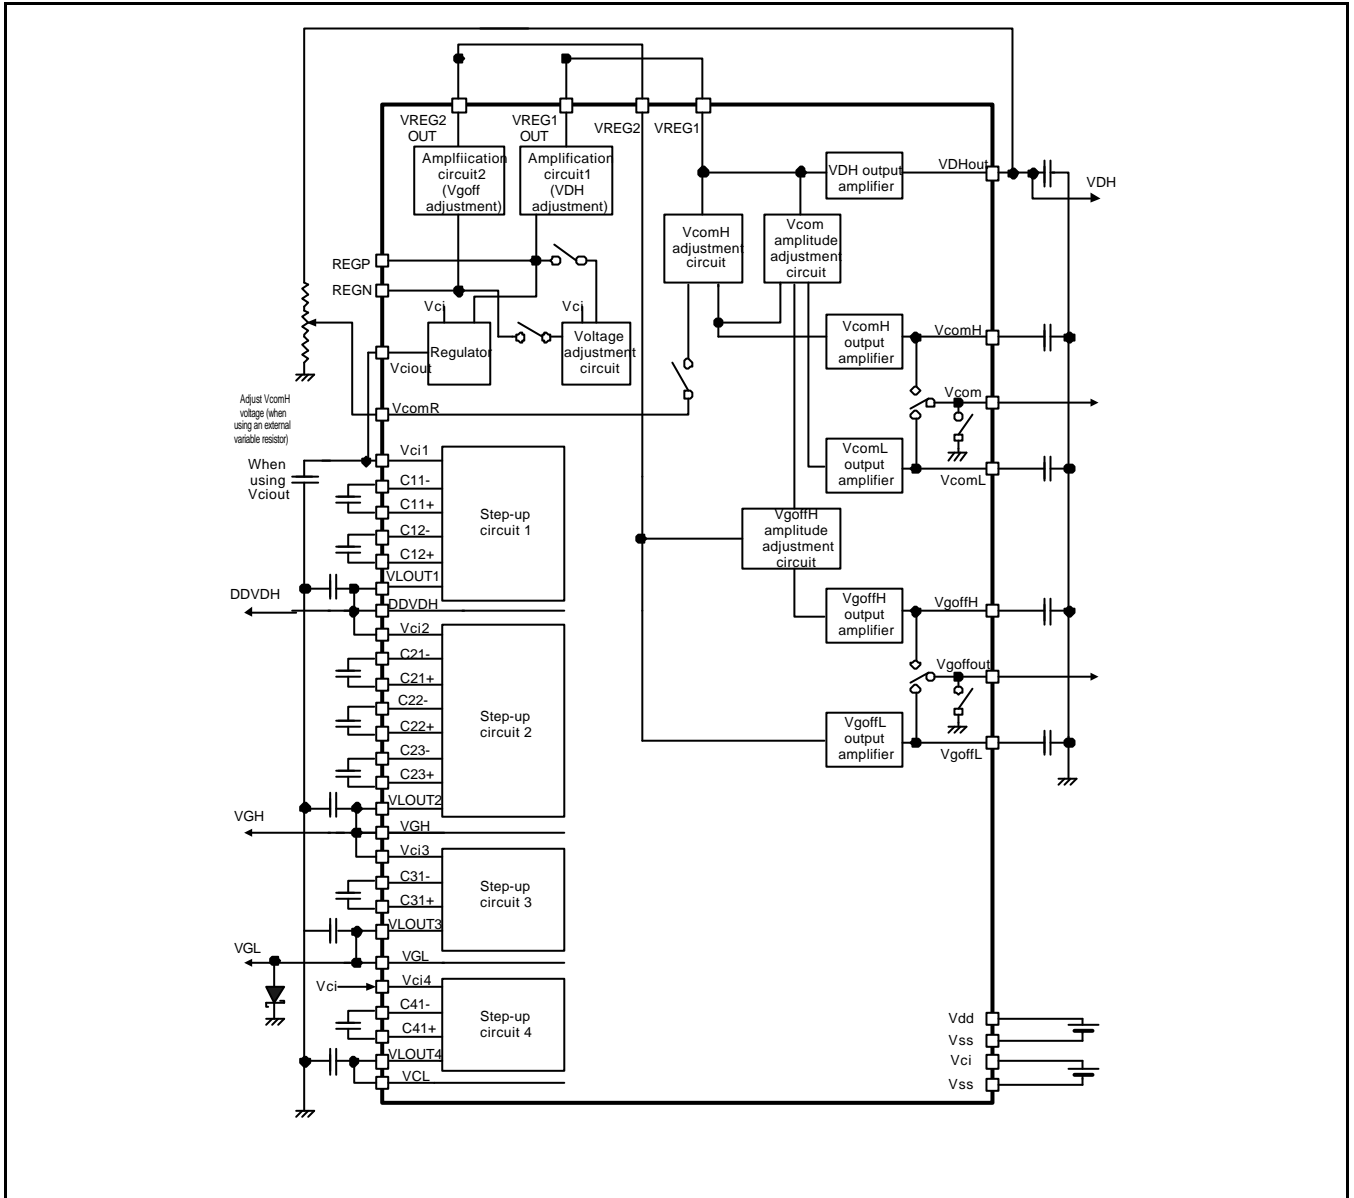 VREG2
OUT
VREG1
OUT
VREG2
VREG1
Amplfiication
circuit2
(Vgoff
adjustment)
Amplification
circuit1
(VDH
adjustment)
VDH output
amplifier
VDHout
VDH
VcomH
adjustment
circuit
Vcom
amplitude
adjustment
circuit
REGP
REGN
Vci
Vci
Regulator
Voltage
adjustment
circuit
Vciout
VcomH
output
amplifier
VcomH
Vcom
VcomR
Adjust VcomH
voltage (when
using an external
variable resistor)
When
using
Vciout
VcomL
output
amplifier
VcomL
Vci1
C11-
C11+
C12-
C12+
VLOUT1
Step-up
circuit 1
VgoffH
amplitude
adjustment
circuit
DDVDH
DDVDH
Vci2
C21-
C21+
C22-
C22+
C23-
C23+
VLOUT2
Step-up
circuit 2
VgoffH
output
amplifier
VgoffH
Vgoffout
VgoffL
output
amplifier
VgoffL
VGH
VGH
Vci3
C31-
C31+
VLOUT3
Step-up
circuit 3
VGL
VGL
Vci
Vci4
C41-
C41+
VLOUT4
VCL
Step-up
circuit 4
Vdd
Vss
Vci
Vss